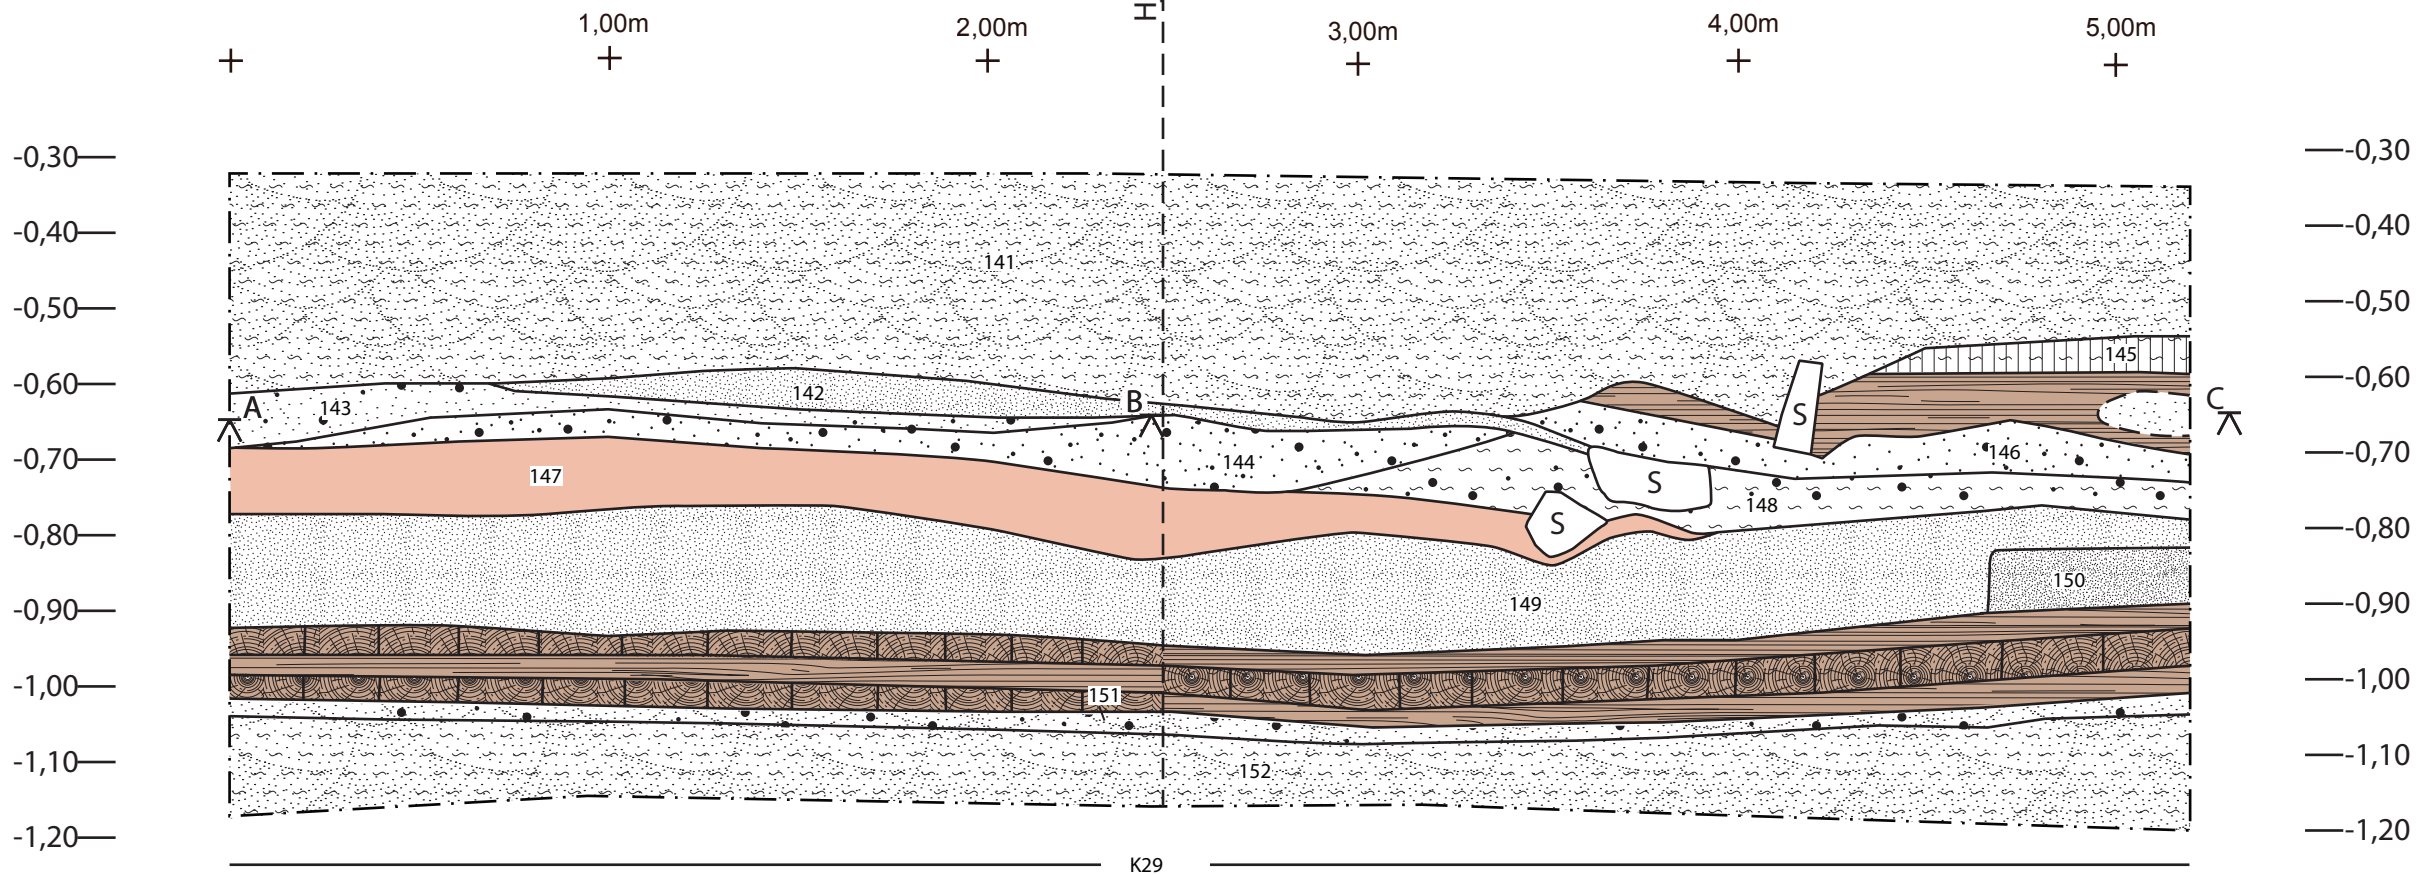 H
1,00m 2,00m 3,00m 4,00m 5,00m
-0,30 -0,30
-0,40 -0,40
141
-0,50 -0,50
145
-0,60 -0,60
142
A 143 B S C
-0,70 144 146 -0,70
147 S
148
S
-0,80 -0,80
150
-0,90 149 -0,90
-1,00 151 -1,00
-1,10 -1,10
152
-1,20 -1,20
K29